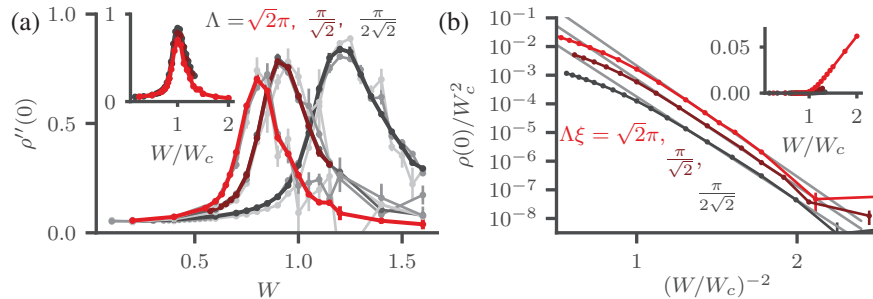 (a)
1
0
1
2
W/W_c
Λ = √2π, π/√2, π/2√2
1.0
0.5
0.0
ρ''(0)
0.5
1.0
1.5
W
(b)
10^{-1}
10^{-2}
10^{-3}
10^{-4}
10^{-5}
10^{-6}
10^{-7}
10^{-8}
ρ(0)/W_c^2
0.05
0.00
1
2
W/W_c
Λξ = √2π, π/√2, π/2√2
1
2
(W/W_c)^{-2}